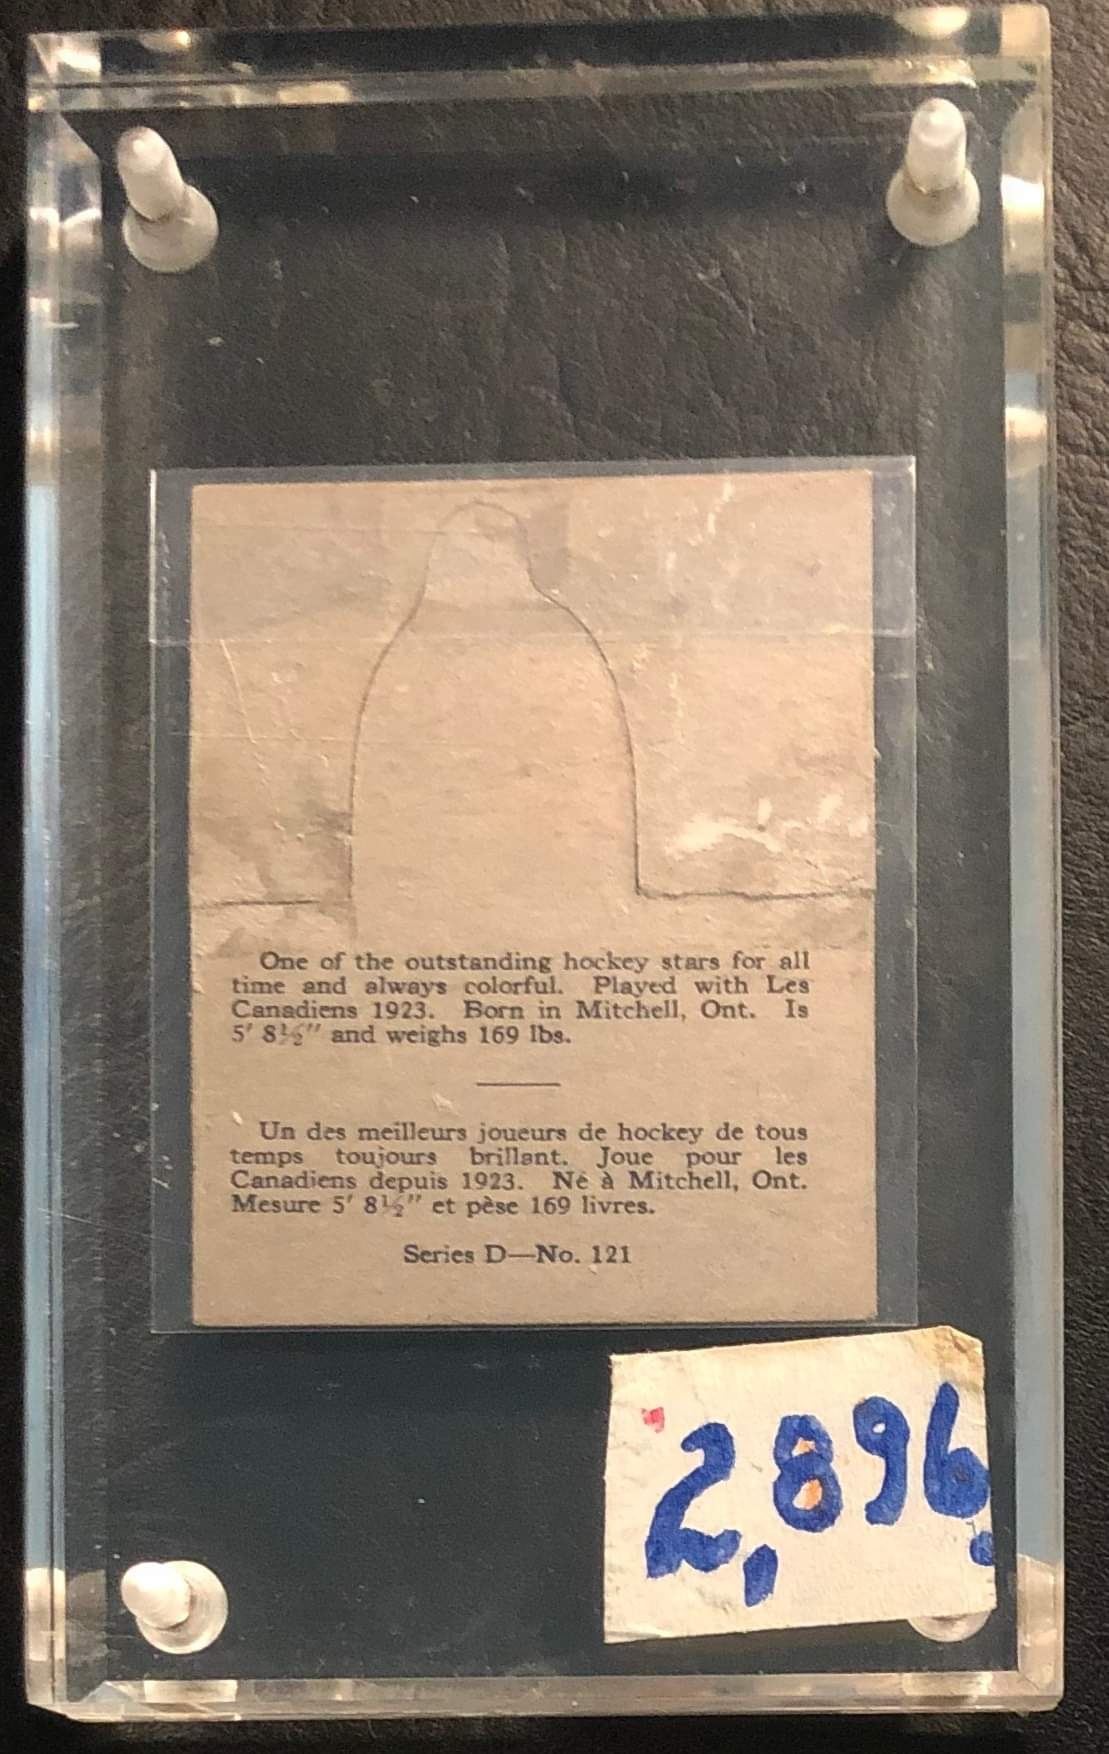 One of the outstanding hockey stars for all
time and always colorful. Played with Les
Canadiens 1923. Born in Mitchell, Ont. Is
5' 8½" and weighs 169 lbs.
Un des meilleurs joueurs de hockey de tous
temps toujours brillant. Joue pour les
Canadiens depuis 1923. Né à Mitchell, Ont.
Mesure 5' 8½" et pèse 169 livres.
Series D—No. 121
2,896.